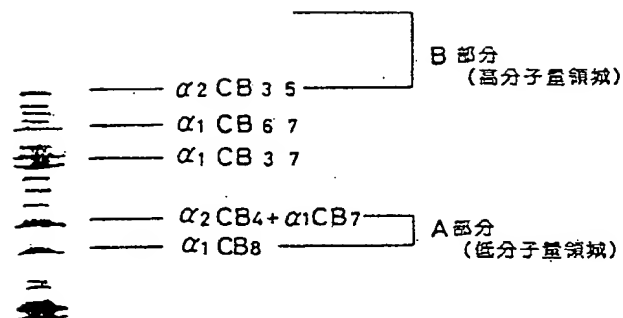 B 部分
(高分子量領域)
α2 CB 3 5
α1 CB 6 7
α1 CB 3 7
α2 CB4+α1CB7
α1 CB8
A 部分
(低分子量領域)